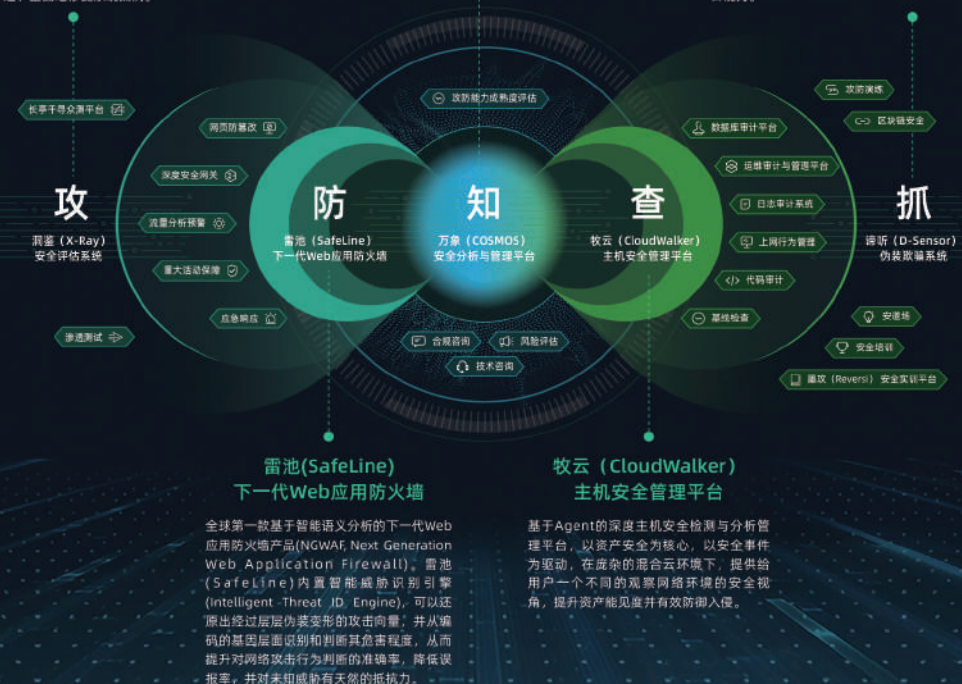 攻防能力成熟度评估
攻防演练
长亭千寻众测平台
区块链安全
网页防篡改
数据库审计平台
深度安全网关
运维审计与管理平台
攻
防
知
查
抓
日志审计系统
流量分析预警
洞鉴（X-Ray）
安全评估系统
雷池（SafeLine）
下一代Web应用防火墙
万象（COSMOS）
安全分析与管理平台
牧云（CloudWalker）
主机安全管理平台
上网行为管理
谛听（D-Sensor）
伪装欺骗系统
重大活动保障
代码审计
应急响应
基线检查
安道场
渗透测试
合规咨询
风险评估
安全培训
技术咨询
墨攻（Reversi）安全实训平台
雷池(SafeLine)
下一代Web应用防火墙
全球第一款基于智能语义分析的下一代Web
应用防火墙产品(NGWAF, Next Generation
Web Application Firewall)。雷池
(SafeLine)内置智能威胁识别引擎
(Intelligent Threat ID Engine)，可以还
原出经过层层伪装变形的攻击向量，并从编
码的基因层面识别和判断其危害程度，从而
提升对网络攻击行为判断的准确率，降低误
报率，并对未知威胁有天然的抵抗力。
牧云（CloudWalker）
主机安全管理平台
基于Agent的深度主机安全检测与分析管
理平台，以资产安全为核心，以安全事件
为驱动，在庞杂的混合云环境下，提供给
用户一个不同的观察网络环境的安全视
角，提升资产能见度并有效防御入侵。